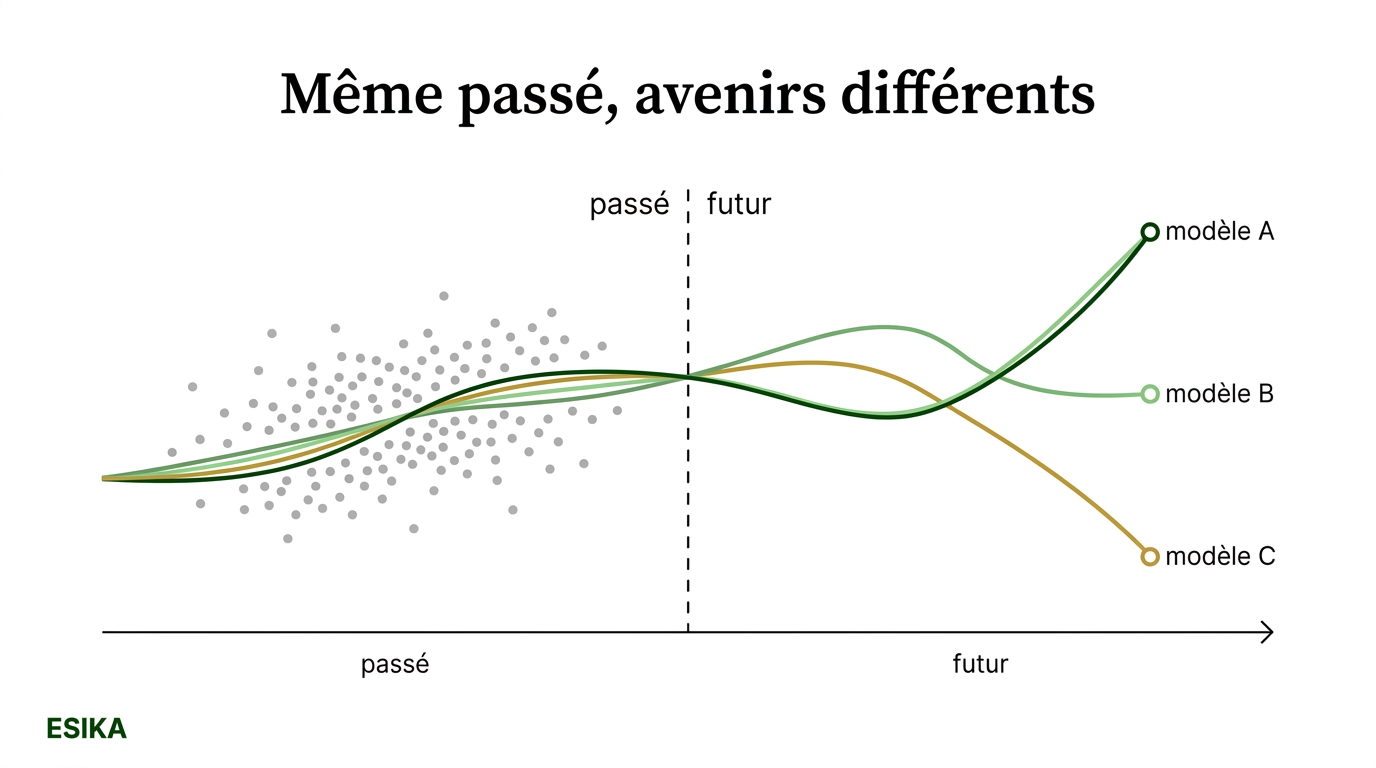 Même passé, avenirs différents
passé
futur
modèle A
modèle B
modèle C
passé
futur
ESIKA